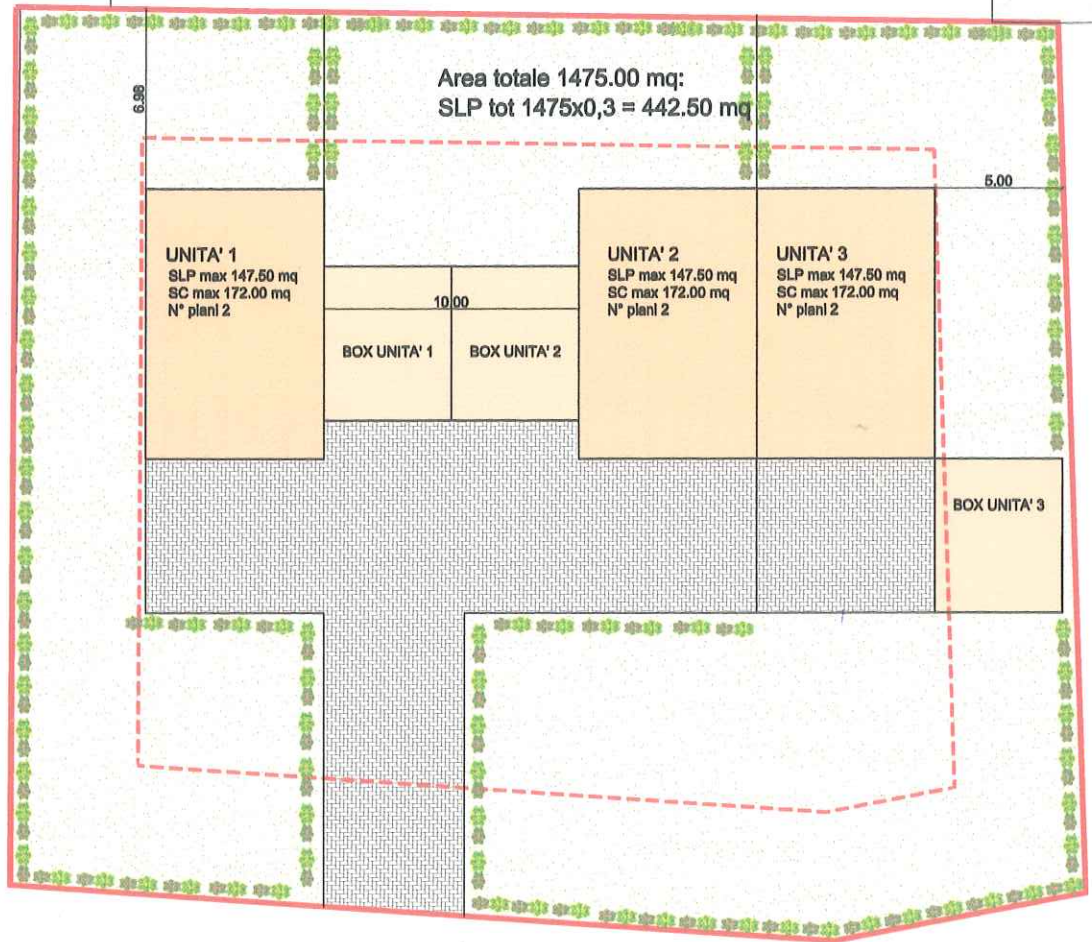 Area totale 1475.00 mq:
SLP tot 1475x0,3 = 442.50 mq
6.98
5.00
UNITA' 1
SLP max 147.50 mq
SC max 172.00 mq
N° piani 2
UNITA' 2
SLP max 147.50 mq
SC max 172.00 mq
N° piani 2
UNITA' 3
SLP max 147.50 mq
SC max 172.00 mq
N° piani 2
10.00
BOX UNITA' 1
BOX UNITA' 2
BOX UNITA' 3